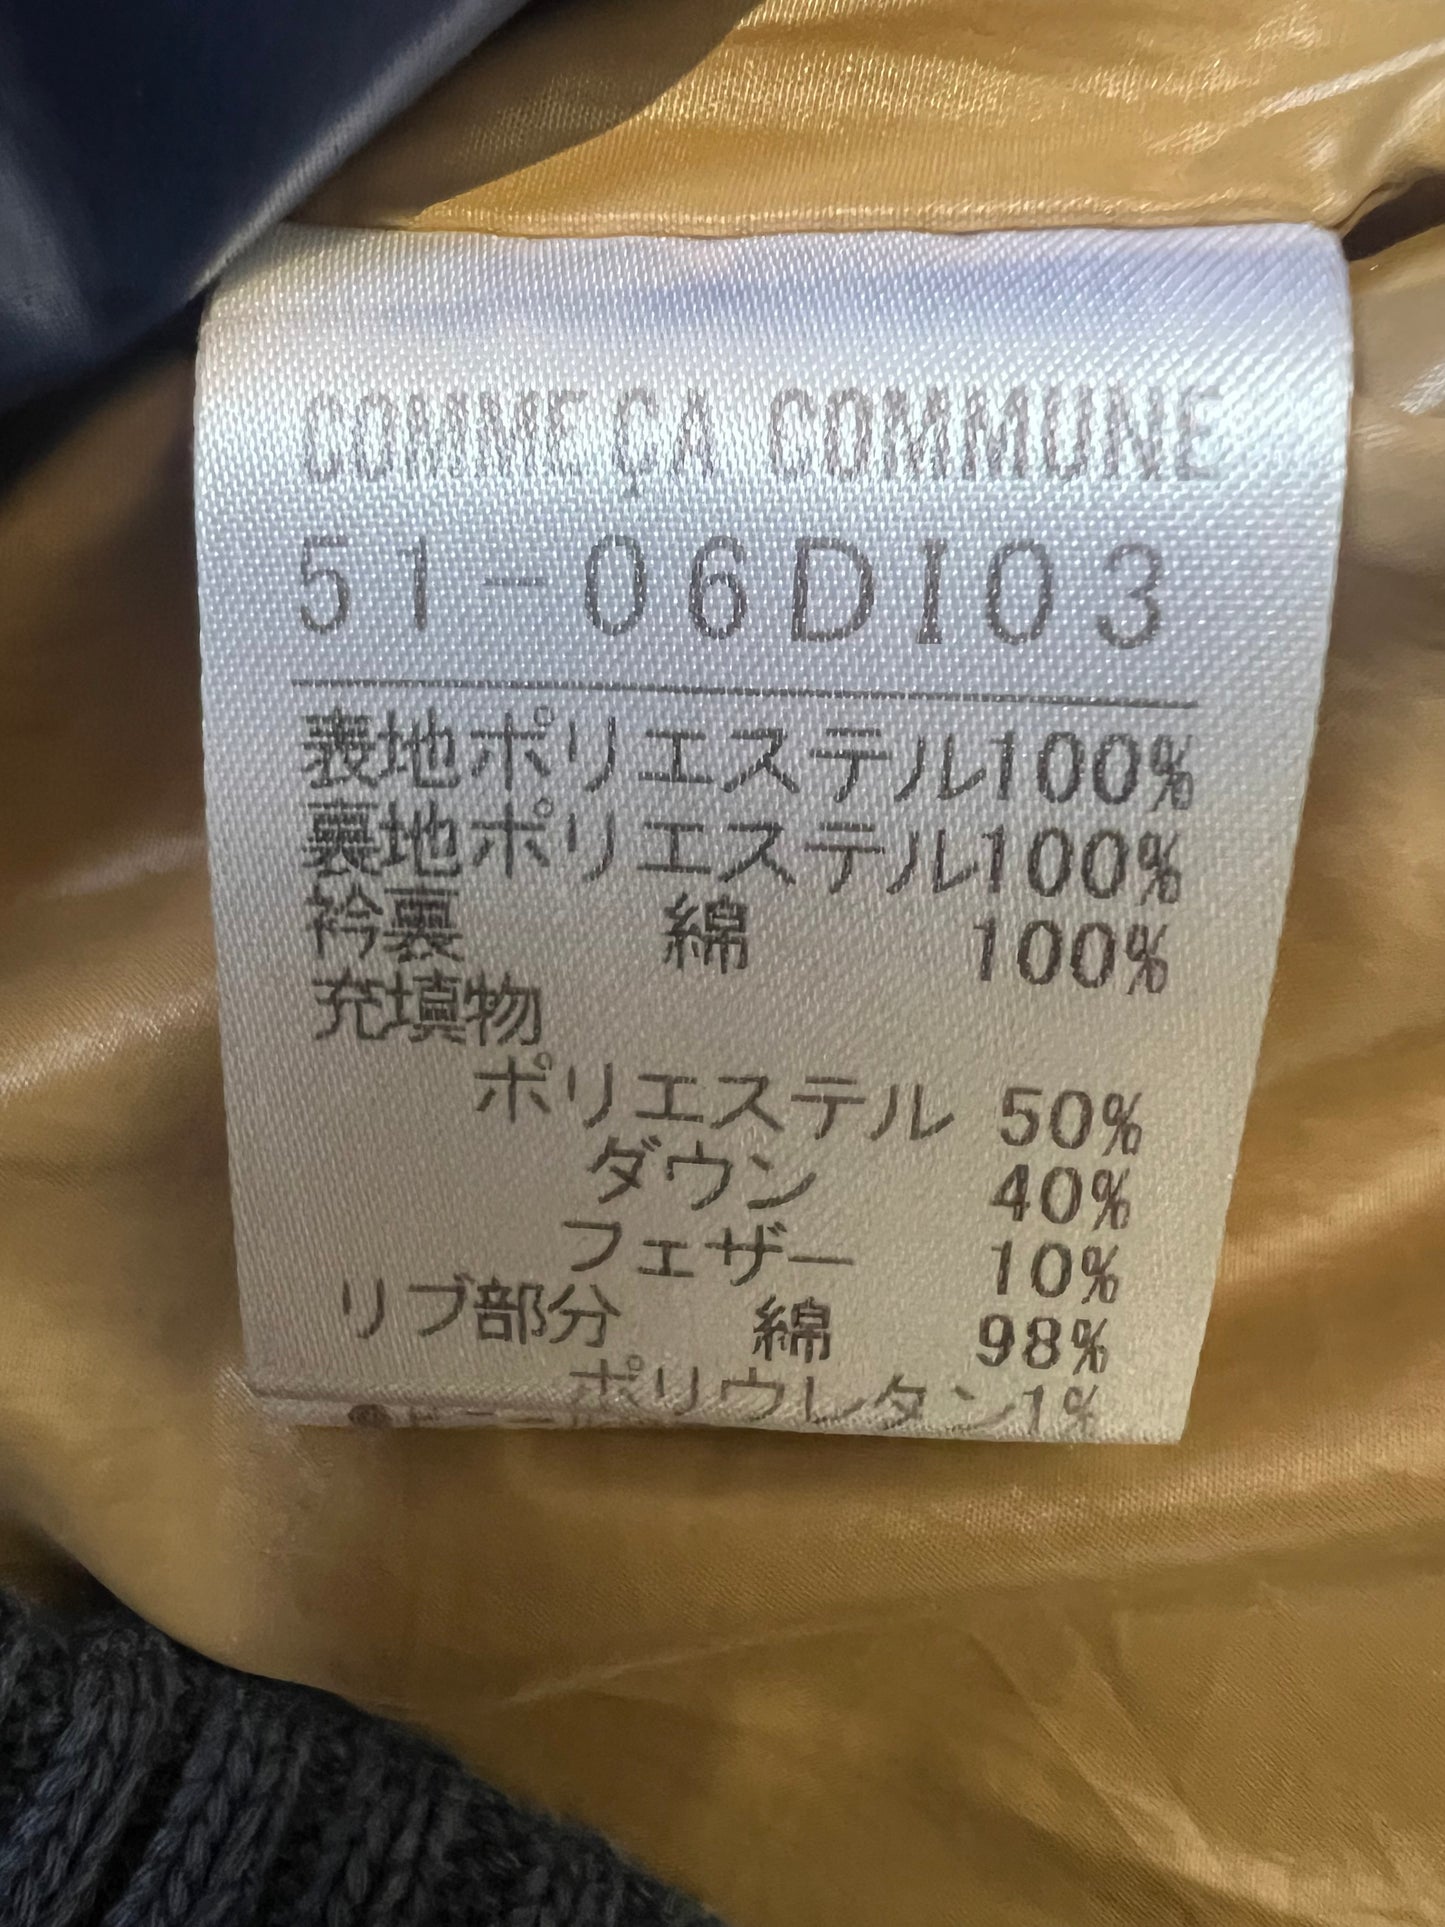 COMME ÇA COMMUNE
51-06DI03
表地ポリエステル100%
裏地ポリエステル100%
衿裏 綿 100%
充填物
ポリエステル 50%
ダウン 40%
フェザー 10%
リブ部分 綿 98%
ポリウレタン1%